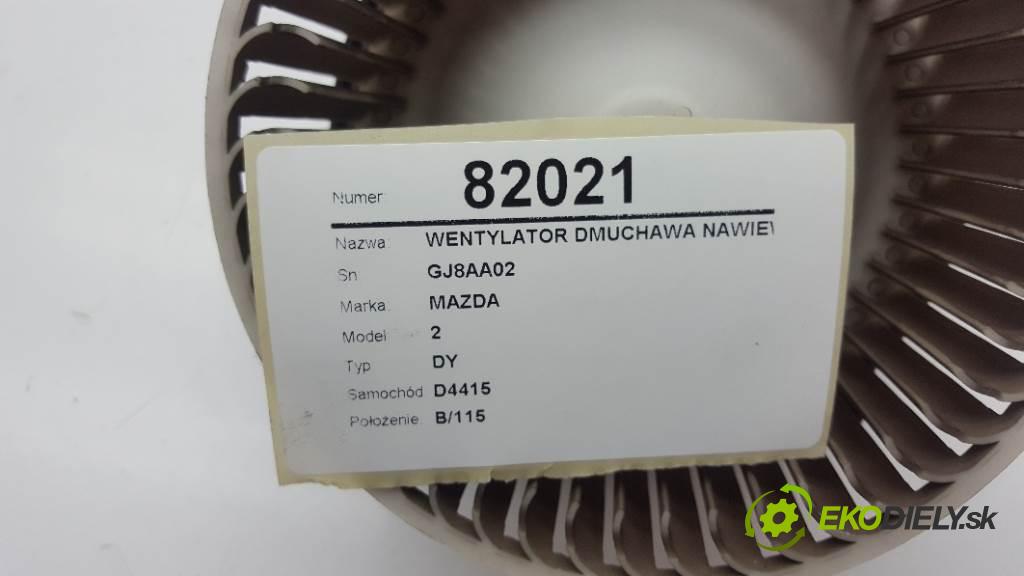 Numer: 82021
Nazwa: WENTYLATOR DMUCHAWA NAWIEW
Sn: GJ8AA02
Marka: MAZDA
Model 2
Typ DY
Samochód D4415
Położenie: B/115
EKODIELY.sk